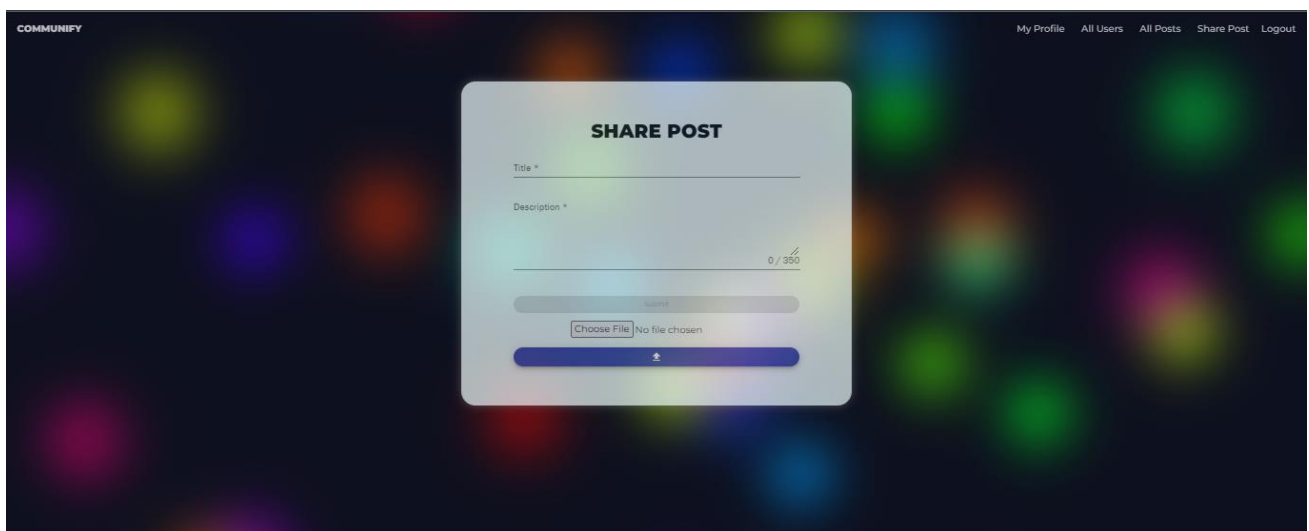 COMMUNIFY
My Profile All Users All Posts Share Post Logout
SHARE POST
Title *
Description *
0 / 350
Choose File No file chosen